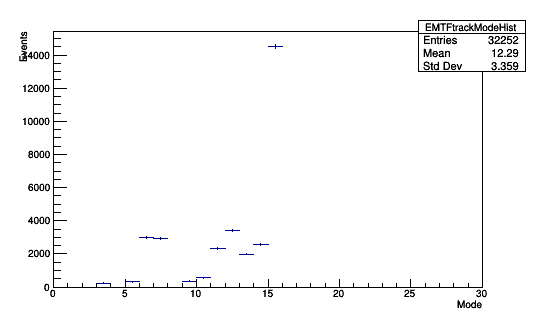 EMTFtrackModeHist
Entries 32252
Mean 12.29
Std Dev 3.359
Events
14000
12000
10000
8000
6000
4000
2000
0
0 5 10 15 20 25 30
Mode